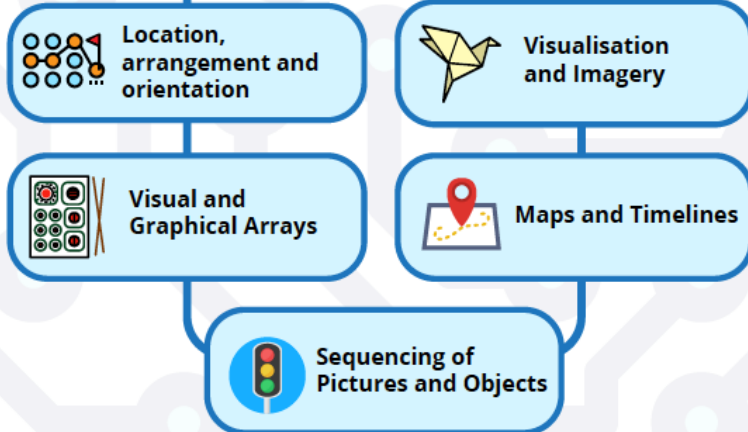 Location,
arrangement and
orientation
Visualisation
and Imagery
Visual and
Graphical Arrays
Maps and Timelines
Sequencing of
Pictures and Objects